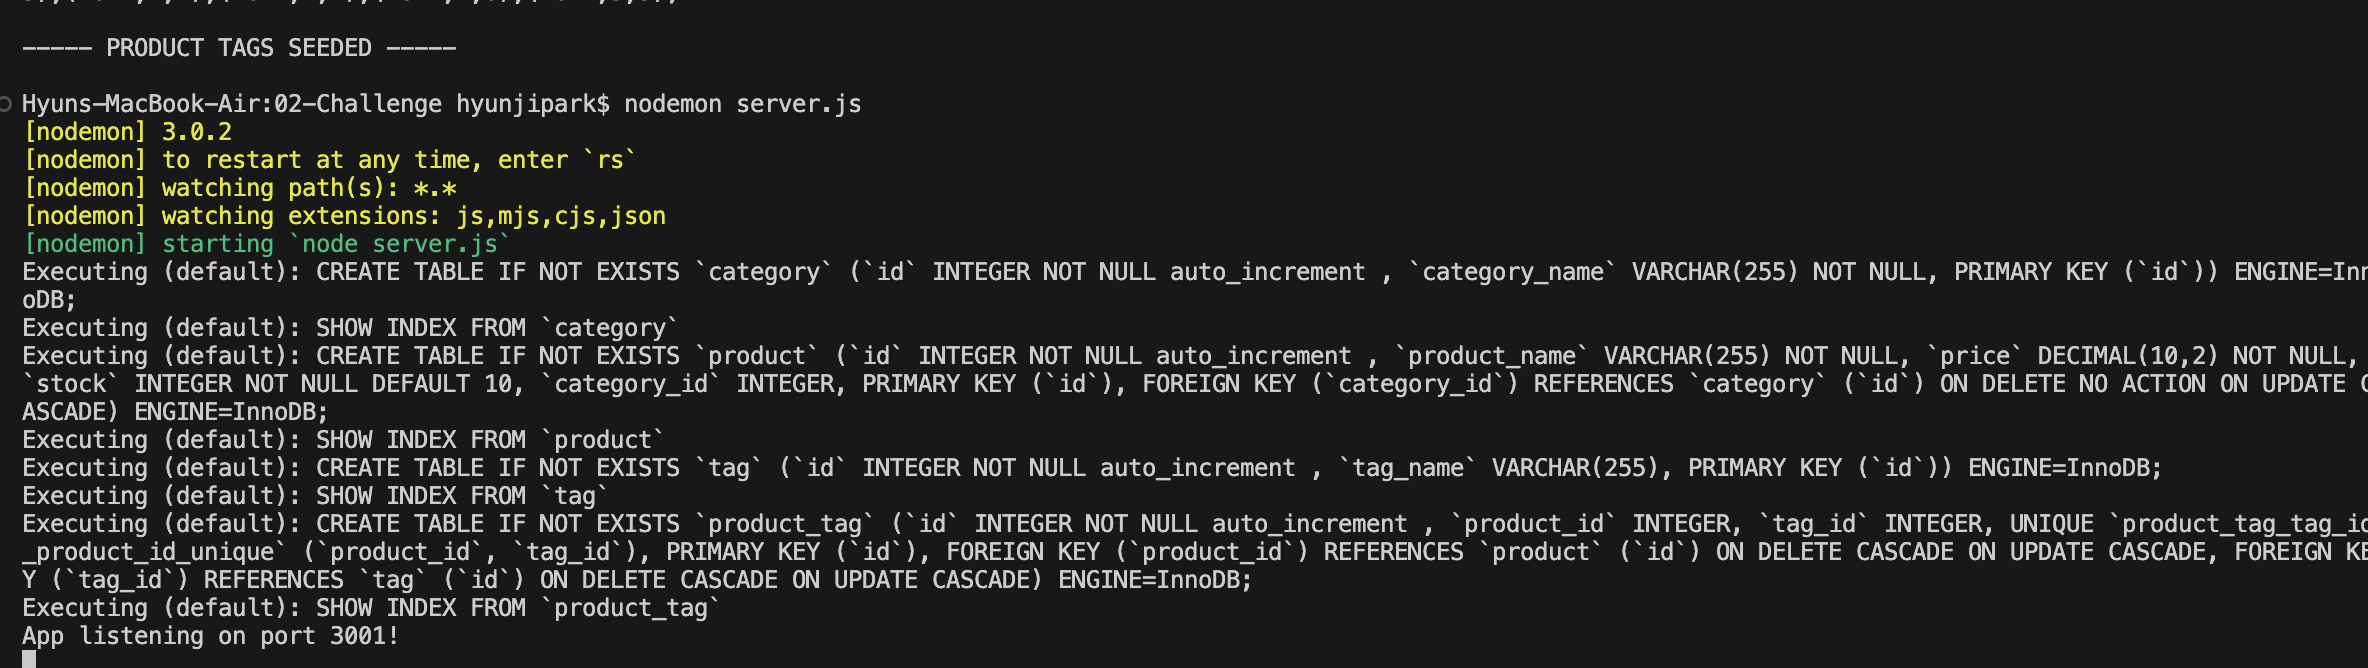 ----- PRODUCT TAGS SEEDED -----
Hyuns-MacBook-Air:02-Challenge hyunjipark$ nodemon server.js
[nodemon] 3.0.2
[nodemon] to restart at any time, enter `rs`
[nodemon] watching path(s): *.*
[nodemon] watching extensions: js,mjs,cjs,json
[nodemon] starting `node server.js`
Executing (default): CREATE TABLE IF NOT EXISTS `category` (`id` INTEGER NOT NULL auto_increment , `category_name` VARCHAR(255) NOT NULL, PRIMARY KEY (`id`)) ENGINE=Inn
oDB;
Executing (default): SHOW INDEX FROM `category`
Executing (default): CREATE TABLE IF NOT EXISTS `product` (`id` INTEGER NOT NULL auto_increment , `product_name` VARCHAR(255) NOT NULL, `price` DECIMAL(10,2) NOT NULL,
`stock` INTEGER NOT NULL DEFAULT 10, `category_id` INTEGER, PRIMARY KEY (`id`), FOREIGN KEY (`category_id`) REFERENCES `category` (`id`) ON DELETE NO ACTION ON UPDATE C
ASCADE) ENGINE=InnoDB;
Executing (default): SHOW INDEX FROM `product`
Executing (default): CREATE TABLE IF NOT EXISTS `tag` (`id` INTEGER NOT NULL auto_increment , `tag_name` VARCHAR(255), PRIMARY KEY (`id`)) ENGINE=InnoDB;
Executing (default): SHOW INDEX FROM `tag`
Executing (default): CREATE TABLE IF NOT EXISTS `product_tag` (`id` INTEGER NOT NULL auto_increment , `product_id` INTEGER, `tag_id` INTEGER, UNIQUE `product_tag_tag_id
_product_id_unique` (`product_id`, `tag_id`), PRIMARY KEY (`id`), FOREIGN KEY (`product_id`) REFERENCES `product` (`id`) ON DELETE CASCADE ON UPDATE CASCADE, FOREIGN KE
Y (`tag_id`) REFERENCES `tag` (`id`) ON DELETE CASCADE ON UPDATE CASCADE) ENGINE=InnoDB;
Executing (default): SHOW INDEX FROM `product_tag`
App listening on port 3001!